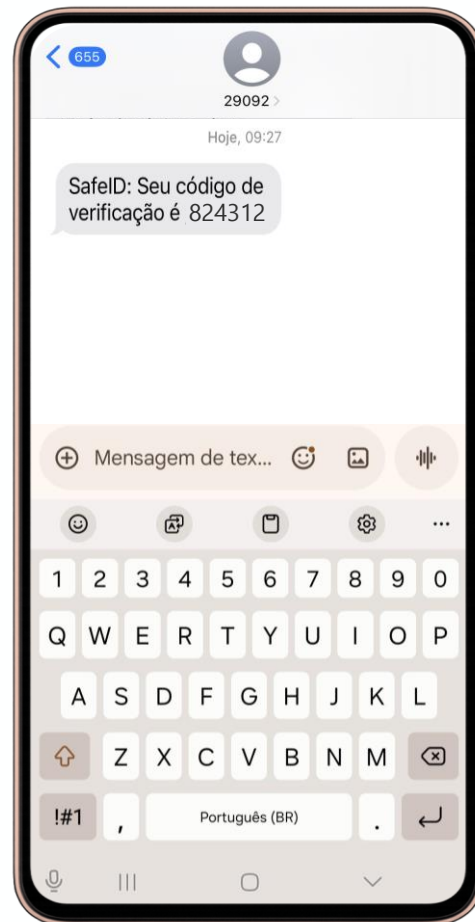 655
29092
Hoje, 09:27
SafeID: Seu código de
verificação é 824312
Mensagem de tex...
1 2 3 4 5 6 7 8 9 0
Q W E R T Y U I O P
A S D F G H J K L
Z X C V B N M
!#1 , Português (BR) .